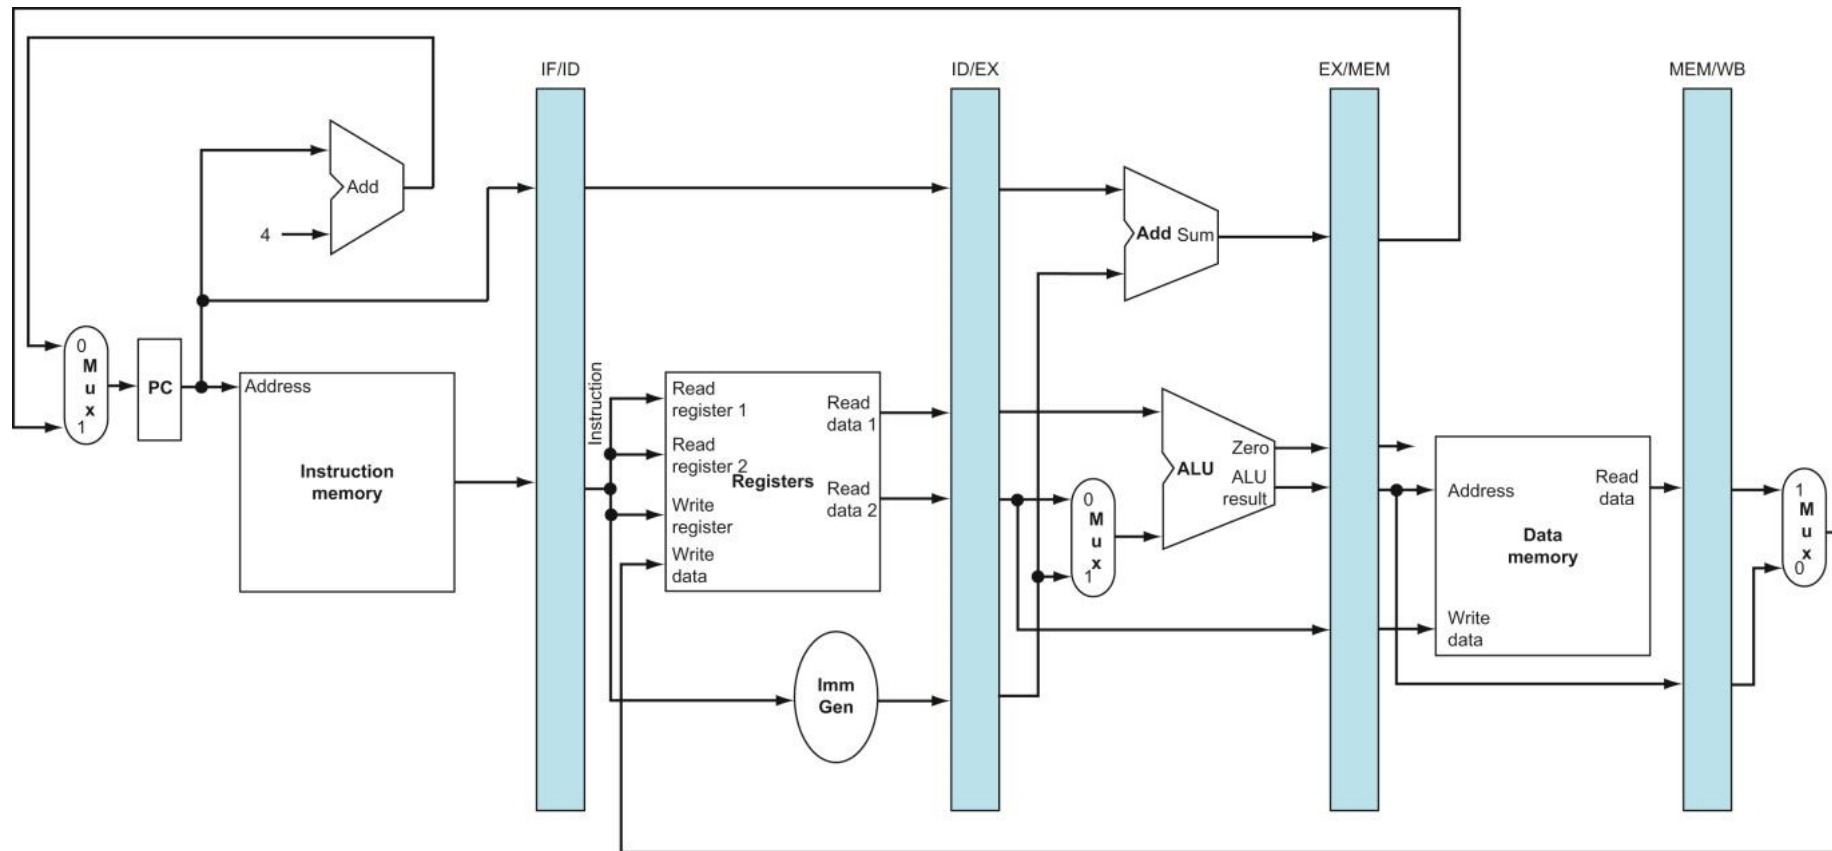 IF/ID
ID/EX
EX/MEM
MEM/WB
Add
4
Add Sum
0
M
u
x
1
PC
Address
Instruction
memory
Instruction
Read
register 1
Read
register 2
Write
register
Write
data
Registers
Read
data 1
Read
data 2
Imm
Gen
0
M
u
x
1
Zero
ALU
ALU
result
Address
Read
data
Data
memory
Write
data
1
M
u
x
0